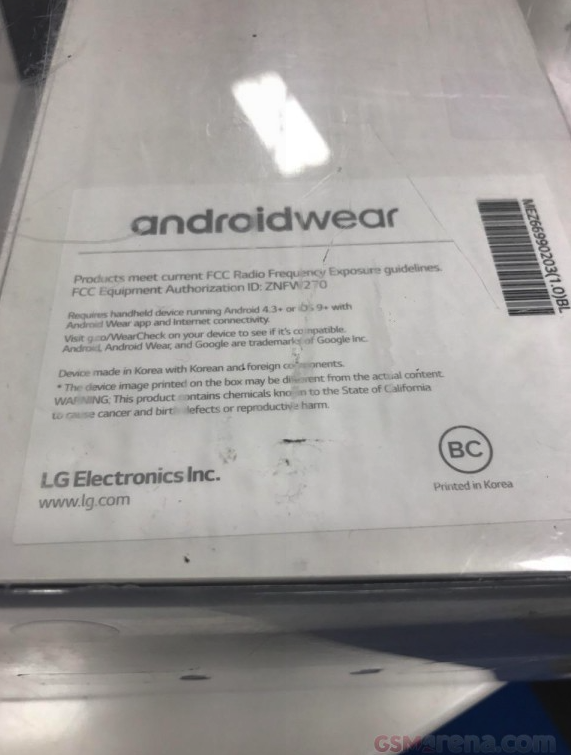 androidwear
Products meet current FCC Radio Frequency Exposure guidelines.
FCC Equipment Authorization ID: ZNFW270
Requires handheld device running Android 4.3+ or iOS 9+ with
Android Wear app and Internet connectivity.
Visit g.co/WearCheck on your device to see if it's compatible.
Android, Android Wear, and Google are trademarks of Google Inc.
Device made in Korea with Korean and foreign components.
* The device image printed on the box may be different from the actual content.
WARNING: This product contains chemicals known to the State of California
to cause cancer and birth defects or reproductive harm.
LG Electronics Inc.
www.lg.com
BC
Printed in Korea
MEZ66990203(1.0)BL
GSMarena.com